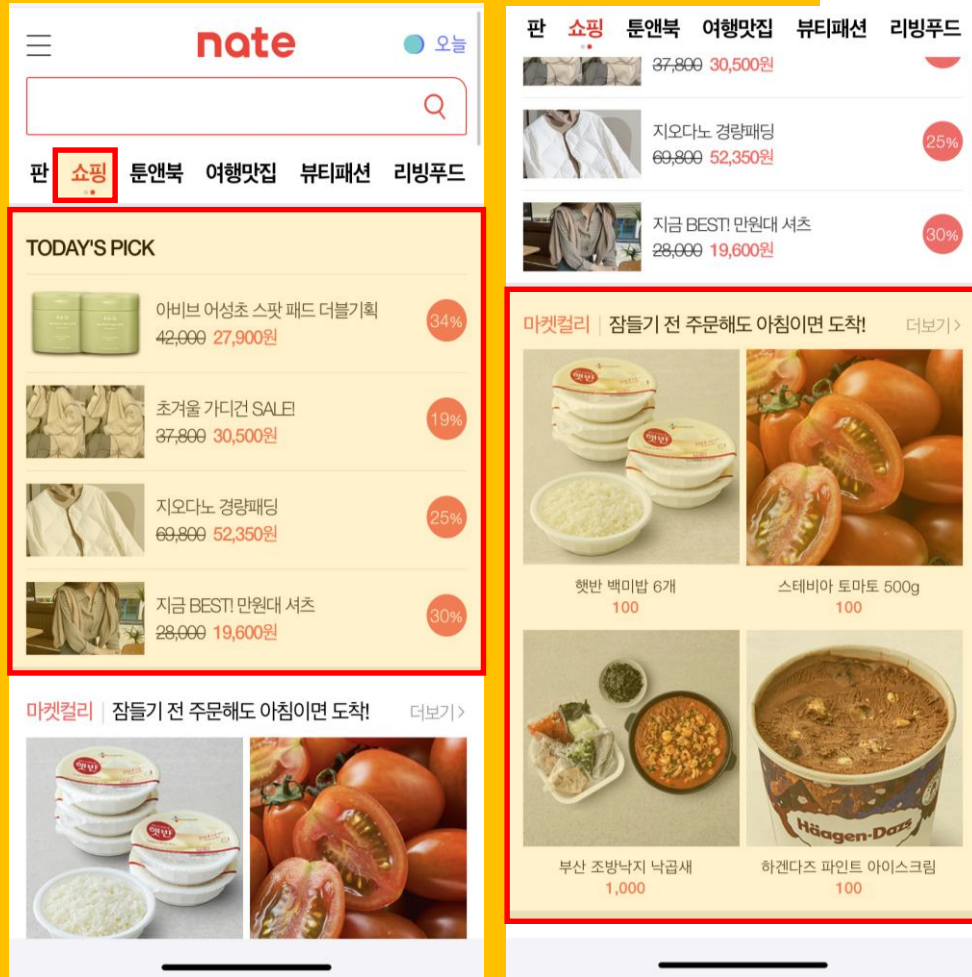 nate
오늘
판 쇼핑 툰앤북 여행맛집 뷰티패션 리빙푸드
TODAY'S PICK
아비브 어성초 스팟 패드 더블기획
42,000 27,900원
34%
초겨울 가디건 SALE!
37,800 30,500원
19%
지오다노 경량패딩
69,800 52,350원
25%
지금 BEST! 만원대 셔츠
28,000 19,600원
30%
마켓컬리 | 잠들기 전 주문해도 아침이면 도착! 더보기 >
햇반
햇반
판 쇼핑 툰앤북 여행맛집 뷰티패션 리빙푸드
37,800 30,500원
지오다노 경량패딩
69,800 52,350원
25%
지금 BEST! 만원대 셔츠
28,000 19,600원
30%
마켓컬리 | 잠들기 전 주문해도 아침이면 도착! 더보기 >
햇반
햇반
햇반 백미밥 6개
100
스테비아 토마토 500g
100
Häagen-Dazs
부산 조방낙지 낙곱새
1,000
하겐다즈 파인트 아이스크림
100